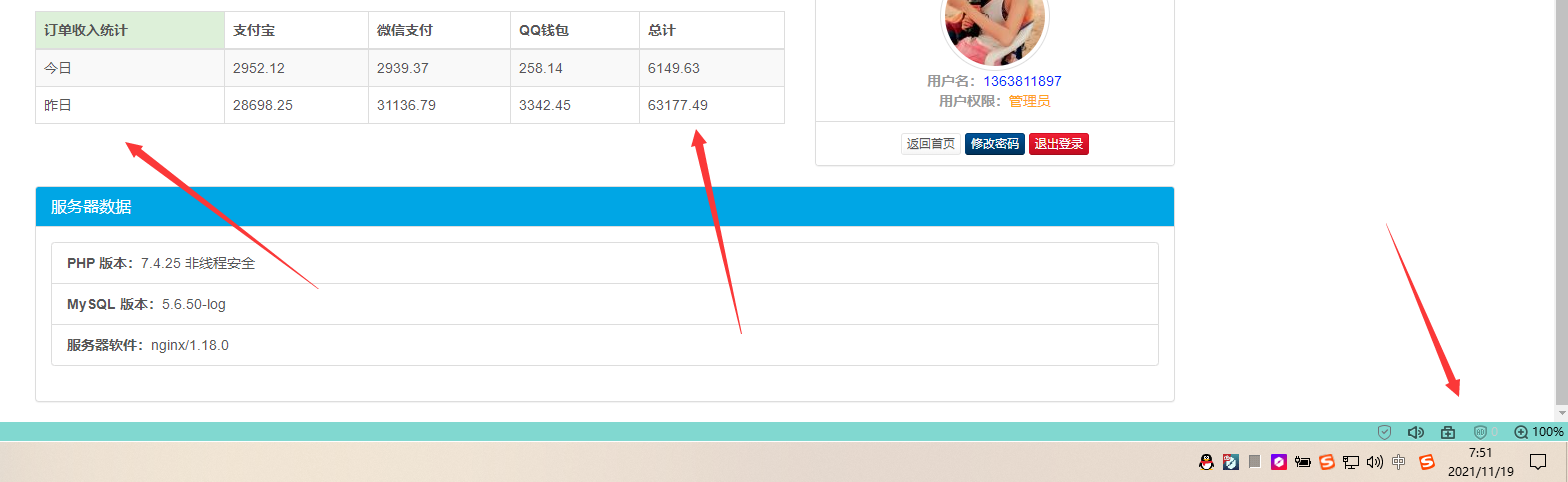 订单收入统计 支付宝 微信支付 QQ钱包 总计
今日 2952.12 2939.37 258.14 6149.63
昨日 28698.25 31136.79 3342.45 63177.49
用户名：1363811897
用户权限：管理员
返回首页 修改密码 退出登录
服务器数据
PHP 版本：7.4.25 非线程安全
MySQL 版本：5.6.50-log
服务器软件：nginx/1.18.0
100%
中
7:51
2021/11/19